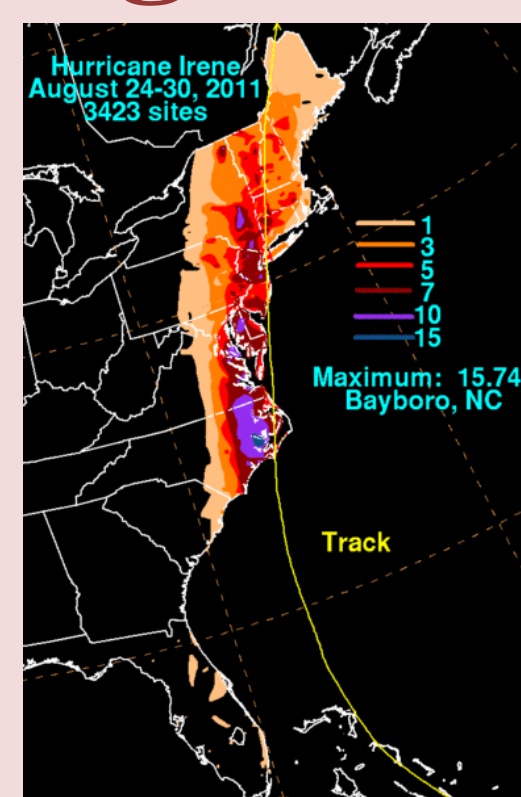 Hurricane Irene
August 24-30, 2011
3423 sites
1
3
5
7
10
15
Maximum: 15.74
Bayboro, NC
Track